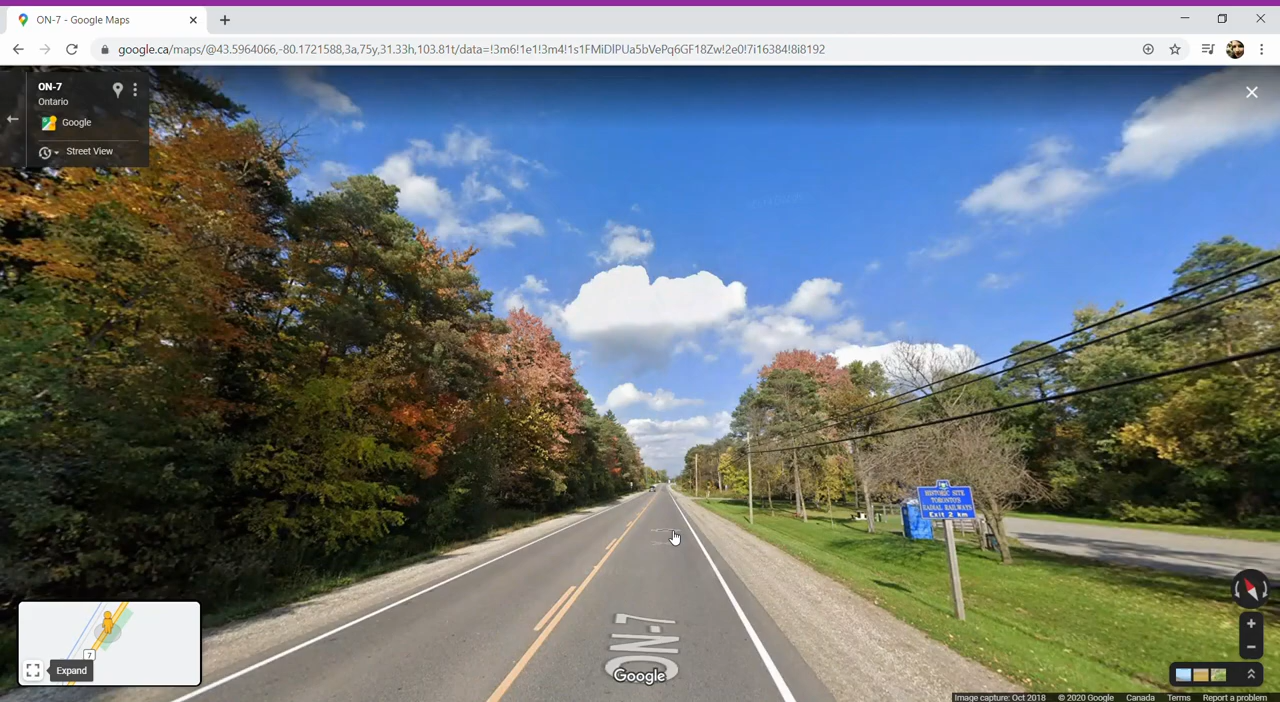 ON-7 - Google Maps
google.ca/maps/@43.5964066,-80.1721588,3a,75y,31.33h,103.81t/data=!3m6!1e1!3m4!1s1FMiDlPUa5bVePq6GF18Zw!2e0!7i16384!8i8192
ON-7
Ontario
Google
Street View
HISTORIC SITE
TORONTO'S
RADIAL RAILWAYS
Exit 2 km
ON-7
Google
7
Expand
Image capture: Oct 2018 © 2020 Google Canada Terms Report a problem